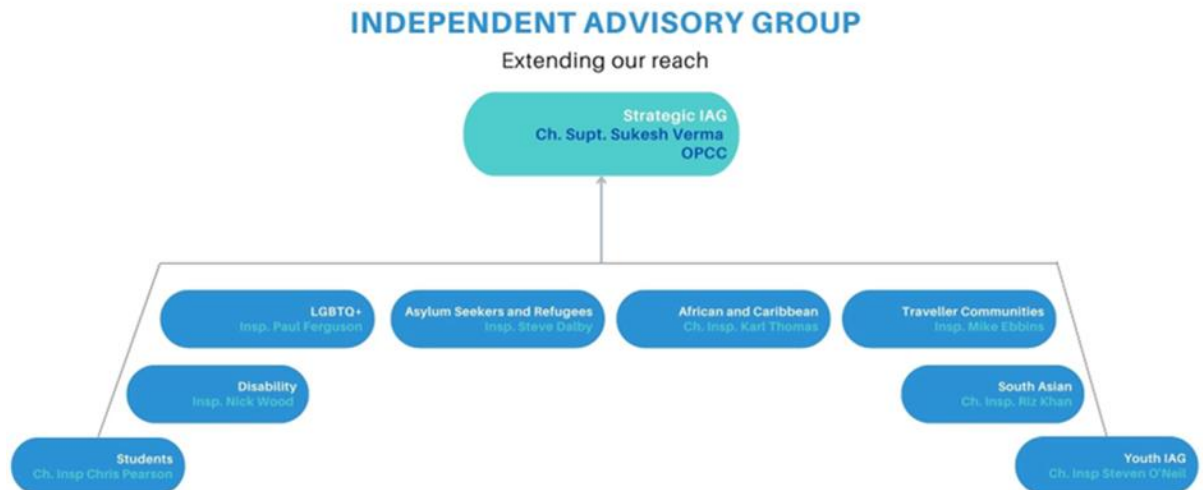 INDEPENDENT ADVISORY GROUP
Extending our reach
Strategic IAG
Ch. Supt. Sukesh Verma
OPCC
LGBTQ+
Insp. Paul Ferguson
Asylum Seekers and Refugees
Insp. Steve Dalby
African and Caribbean
Ch. Insp. Karl Thomas
Traveller Communities
Insp. Mike Ebbins
Disability
Insp. Nick Wood
South Asian
Ch. Insp. Riz Khan
Students
Ch. Insp Chris Pearson
Youth IAG
Ch. Insp Steven O'Neil